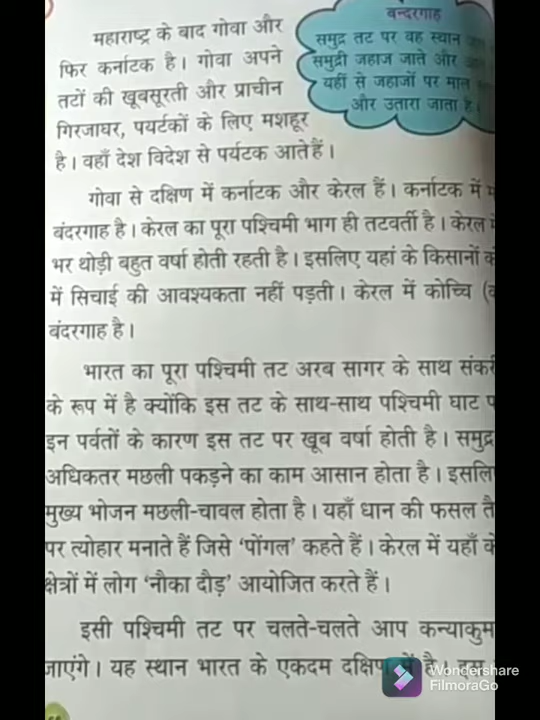 बन्दरगाह
समुद्र तट पर वह स्थान
समुद्री जहाज जाते और
यहीं से जहाजों पर माल
और उतारा जाता है।
महाराष्ट्र के बाद गोवा और
फिर कर्नाटक है। गोवा अपने
तटों की खूबसूरती और प्राचीन
गिरजाघर, पयर्टकों के लिए मशहूर
है। वहाँ देश विदेश से पर्यटक आते हैं।
गोवा से दक्षिण में कर्नाटक और केरल हैं। कर्नाटक में
बंदरगाह है। केरल का पूरा पश्चिमी भाग ही तटवर्ती है। केरल
भर थोड़ी बहुत वर्षा होती रहती है। इसलिए यहां के किसानों
में सिचाई की आवश्यकता नहीं पड़ती। केरल में कोच्चि
बंदरगाह है।
भारत का पूरा पश्चिमी तट अरब सागर के साथ
के रूप में है क्योंकि इस तट के साथ-साथ पश्चिमी घाट
इन पर्वतों के कारण इस तट पर खूब वर्षा होती है। समुद्र
अधिकतर मछली पकड़ने का काम आसान होता है।
मुख्य भोजन मछली-चावल होता है। यहाँ धान की फसल
पर त्योहार मनाते हैं जिसे 'पोंगल' कहते हैं। केरल में यहाँ
क्षेत्रों में लोग 'नौका दौड़' आयोजित करते हैं।
इसी पश्चिमी तट पर चलते-चलते आप
जाएंगे। यह स्थान भारत के एकदम
Wondershare
FilmoraGo